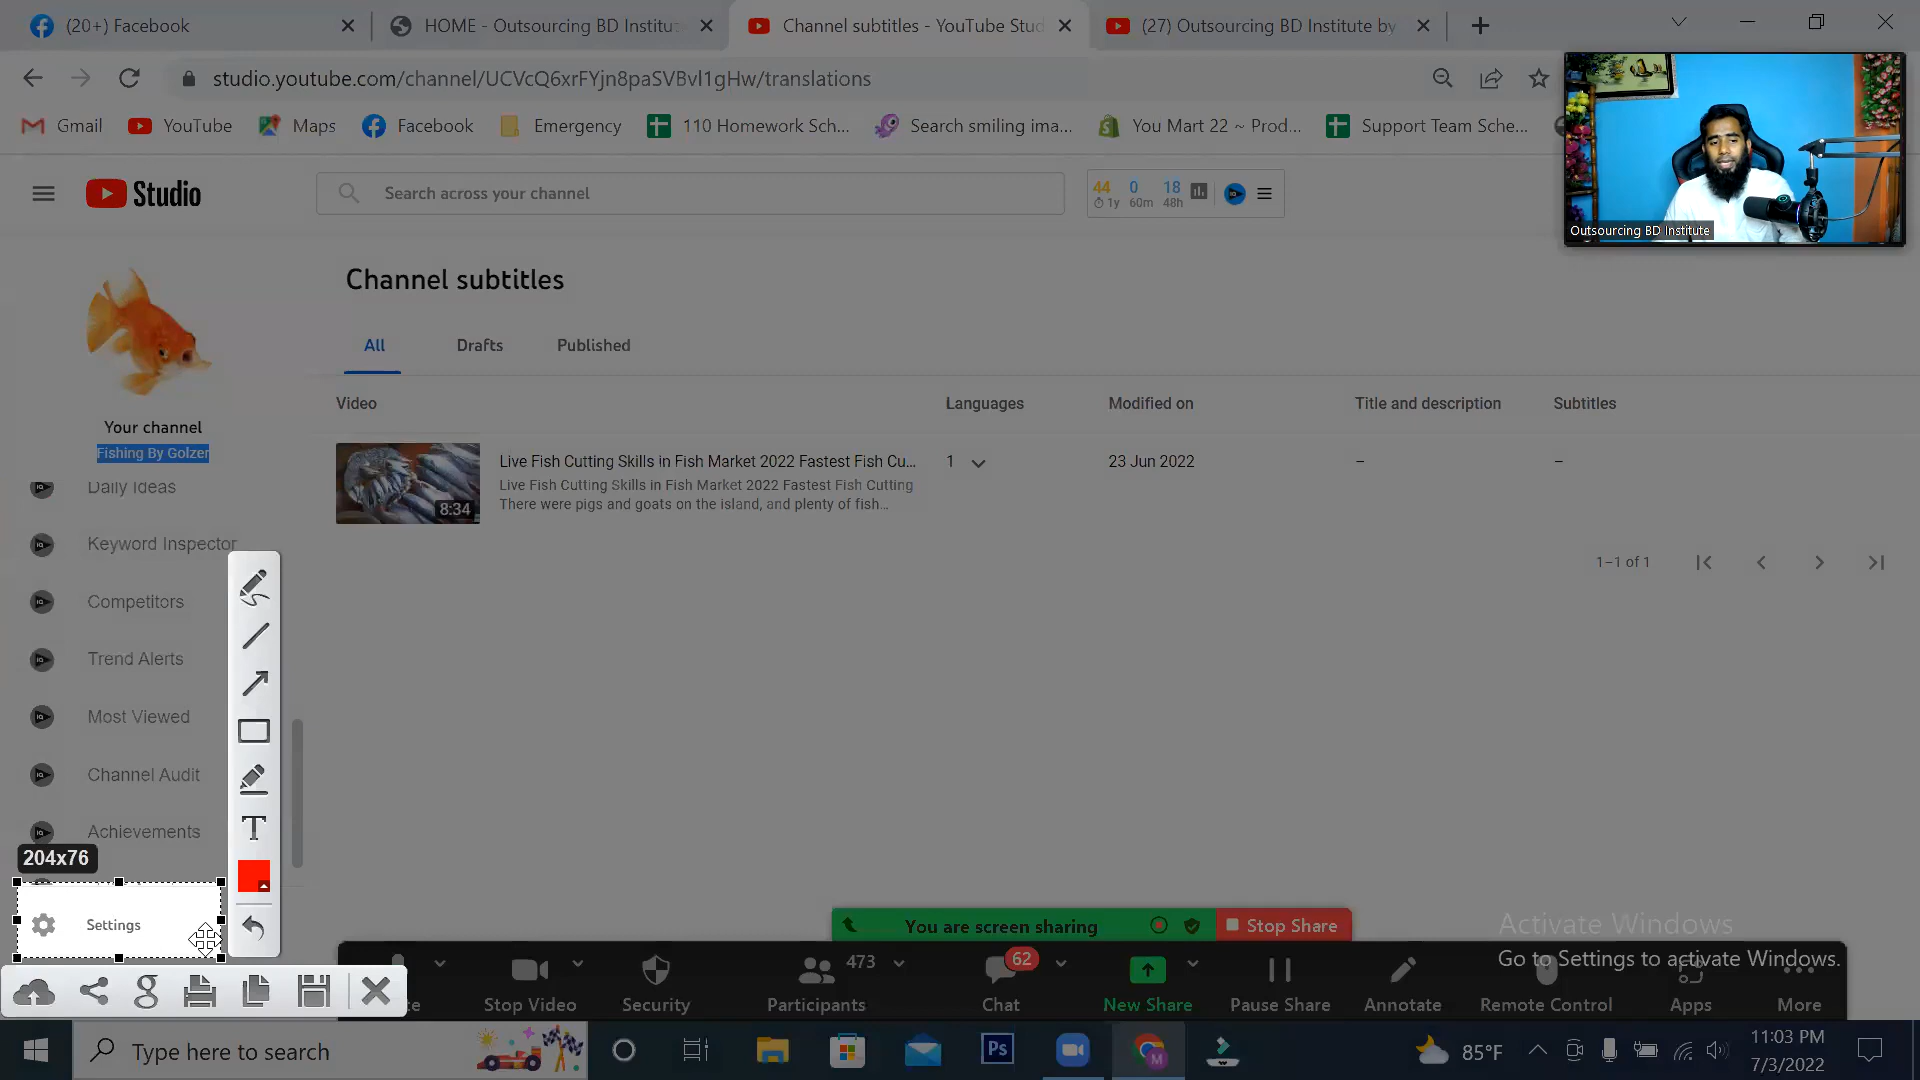 (20+) Facebook
HOME - Outsourcing BD Institut
Channel subtitles - YouTube Stud
(27) Outsourcing BD Institute by
studio.youtube.com/channel/UCVcQ6xrFYjn8paSVBvl1gHw/translations
Gmail
YouTube
Maps
Facebook
Emergency
110 Homework Sch...
Search smiling ima...
You Mart 22 ~ Prod...
Support Team Sche...
Outsourcing BD Institute
Studio
Search across your channel
44 0 18
1y 60m 48h
Channel subtitles
All
Drafts
Published
Video
Languages
Modified on
Title and description
Subtitles
Your channel
Fishing By Golzer
Live Fish Cutting Skills in Fish Market 2022 Fastest Fish Cu...
1
23 Jun 2022
–
–
Live Fish Cutting Skills in Fish Market 2022 Fastest Fish Cutting
There were pigs and goats on the island, and plenty of fish...
8:34
1–1 of 1
Daily Ideas
Keyword Inspector
Competitors
Trend Alerts
Most Viewed
Channel Audit
Achievements
204x76
Settings
T
You are screen sharing
Stop Share
Activate Windows
Go to Settings to activate Windows.
Stop Video
Security
473
Participants
62
Chat
New Share
Pause Share
Annotate
Remote Control
Apps
More
Type here to search
Ps
M
85°F
11:03 PM
7/3/2022